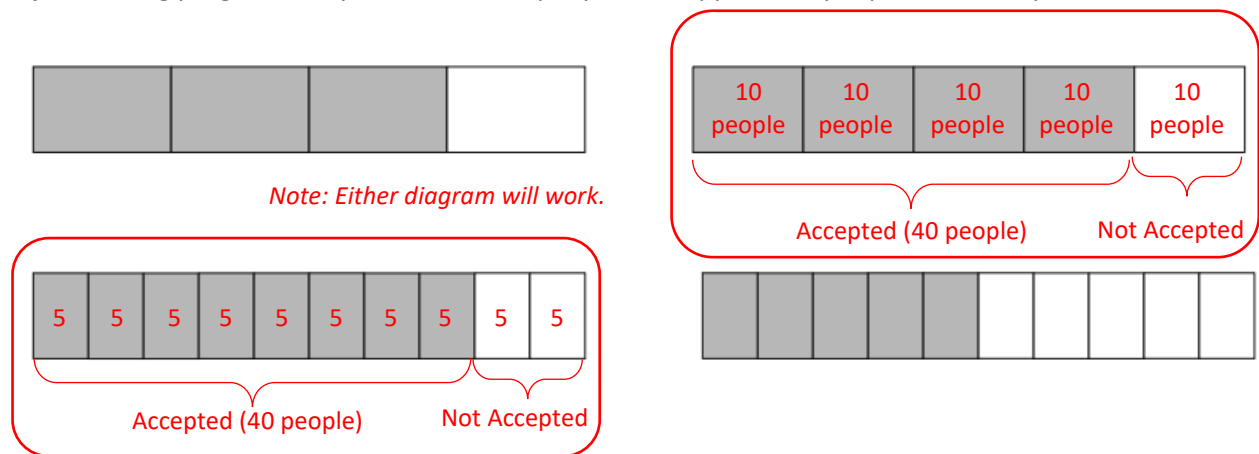 10 people 10 people 10 people 10 people 10 people
Accepted (40 people) Not Accepted
Note: Either diagram will work.
5 5 5 5 5 5 5 5 5 5
Accepted (40 people) Not Accepted